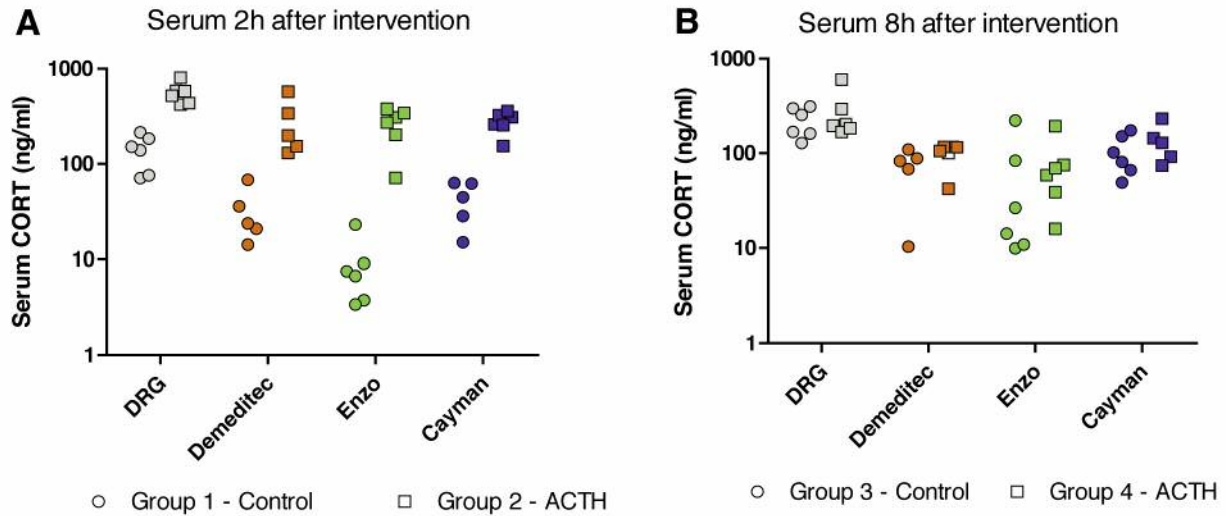 A
Serum 2h after intervention
Serum CORT (ng/ml)
1000
100
10
1
DRG
Demeditec
Enzo
Cayman
Group 1 - Control
Group 2 - ACTH
B
Serum 8h after intervention
Serum CORT (ng/ml)
1000
100
10
1
DRG
Demeditec
Enzo
Cayman
Group 3 - Control
Group 4 - ACTH